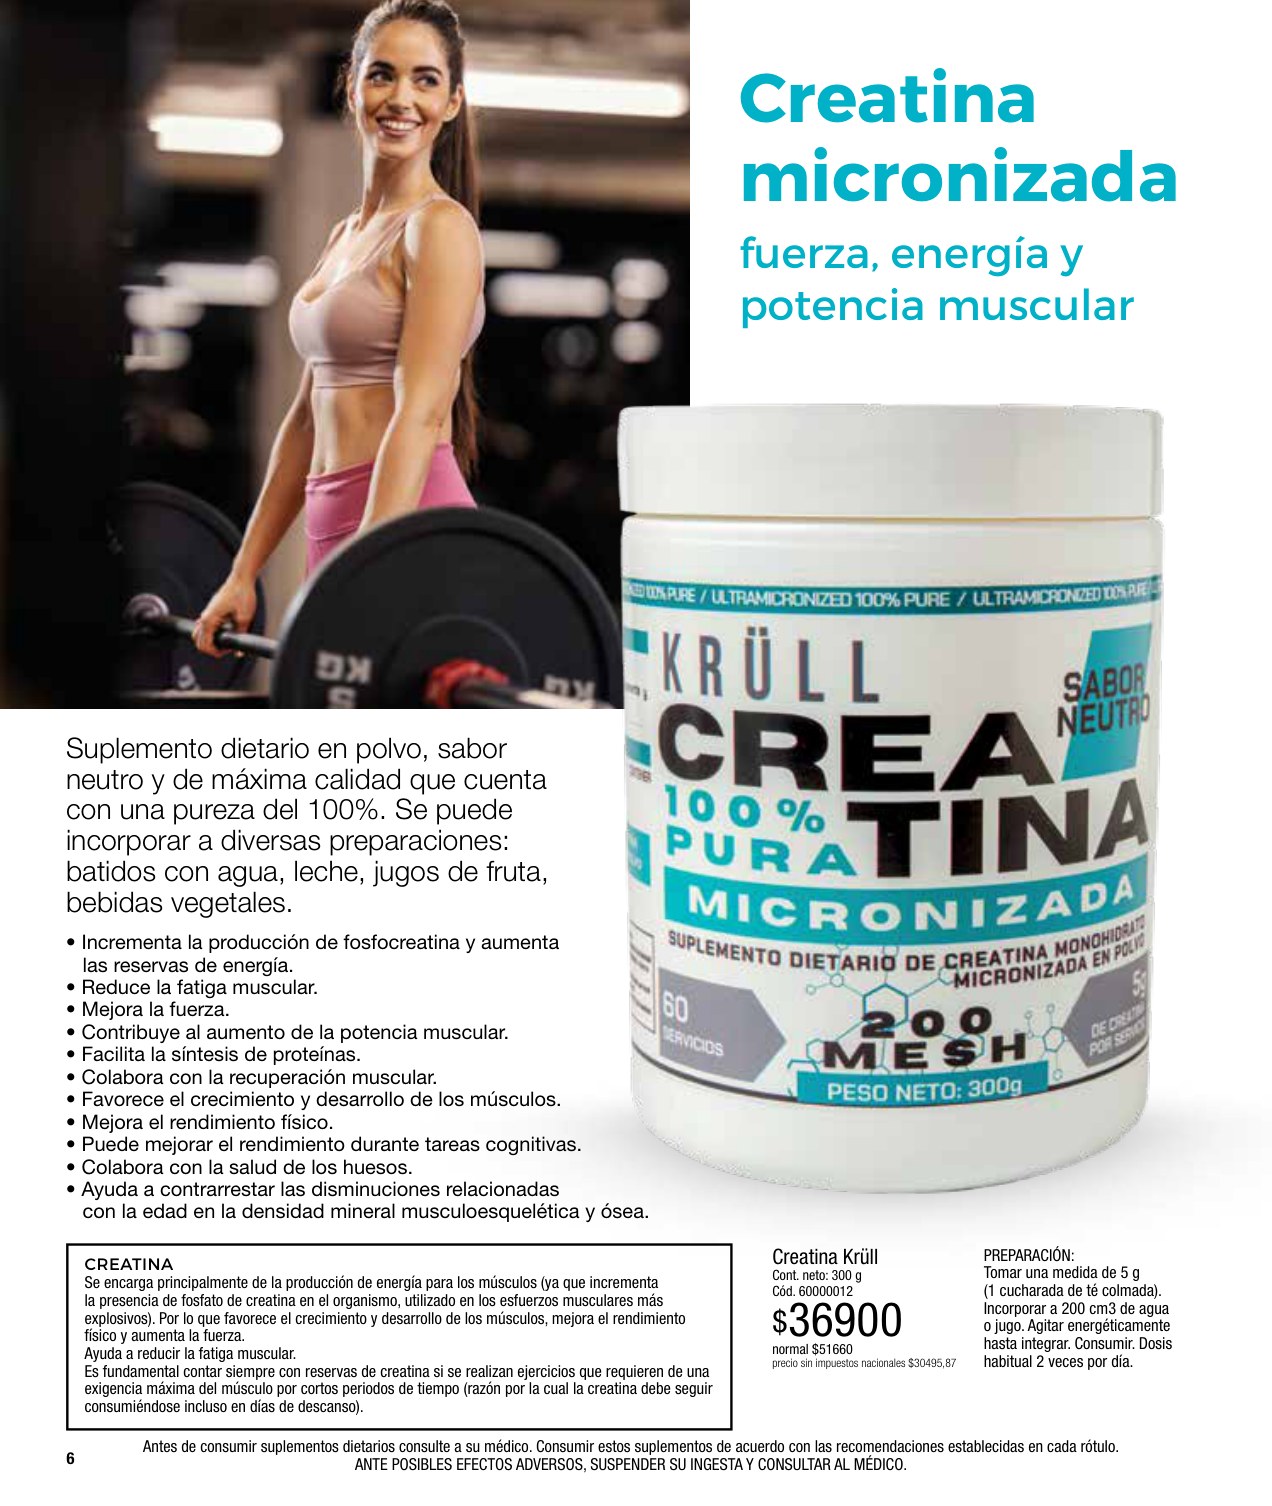 Creatina
micronizada
fuerza, energía y
potencia muscular
100% PURE / ULTRAMICRONIZED 100% PURE / ULTRAMICRONIZED 100% PURE /
KRÜLL
SABOR
NEUTRO
CREA
TINA
100%
PURA
MICRONIZADA
SUPLEMENTO DIETARIO DE CREATINA MONOHIDRATO
MICRONIZADA EN POLVO
60
SERVICIOS
5g
DE CREATINA
POR SERVICIO
200
MESH
PESO NETO: 300g
KG
5
KG
Suplemento dietario en polvo, sabor
neutro y de máxima calidad que cuenta
con una pureza del 100%. Se puede
incorporar a diversas preparaciones:
batidos con agua, leche, jugos de fruta,
bebidas vegetales.
• Incrementa la producción de fosfocreatina y aumenta
las reservas de energía.
• Reduce la fatiga muscular.
• Mejora la fuerza.
• Contribuye al aumento de la potencia muscular.
• Facilita la síntesis de proteínas.
• Colabora con la recuperación muscular.
• Favorece el crecimiento y desarrollo de los músculos.
• Mejora el rendimiento físico.
• Puede mejorar el rendimiento durante tareas cognitivas.
• Colabora con la salud de los huesos.
• Ayuda a contrarrestar las disminuciones relacionadas
con la edad en la densidad mineral musculoesquelética y ósea.
CREATINA
Se encarga principalmente de la producción de energía para los músculos (ya que incrementa
la presencia de fosfato de creatina en el organismo, utilizado en los esfuerzos musculares más
explosivos). Por lo que favorece el crecimiento y desarrollo de los músculos, mejora el rendimiento
físico y aumenta la fuerza.
Ayuda a reducir la fatiga muscular.
Es fundamental contar siempre con reservas de creatina si se realizan ejercicios que requieren de una
exigencia máxima del músculo por cortos periodos de tiempo (razón por la cual la creatina debe seguir
consumiéndose incluso en días de descanso).
Creatina Krüll
Cont. neto: 300 g
Cód. 60000012
$36900
normal $51660
precio sin impuestos nacionales $30495,87
PREPARACIÓN:
Tomar una medida de 5 g
(1 cucharada de té colmada).
Incorporar a 200 cm3 de agua
o jugo. Agitar energéticamente
hasta integrar. Consumir. Dosis
habitual 2 veces por día.
Antes de consumir suplementos dietarios consulte a su médico. Consumir estos suplementos de acuerdo con las recomendaciones establecidas en cada rótulo.
ANTE POSIBLES EFECTOS ADVERSOS, SUSPENDER SU INGESTA Y CONSULTAR AL MÉDICO.
6